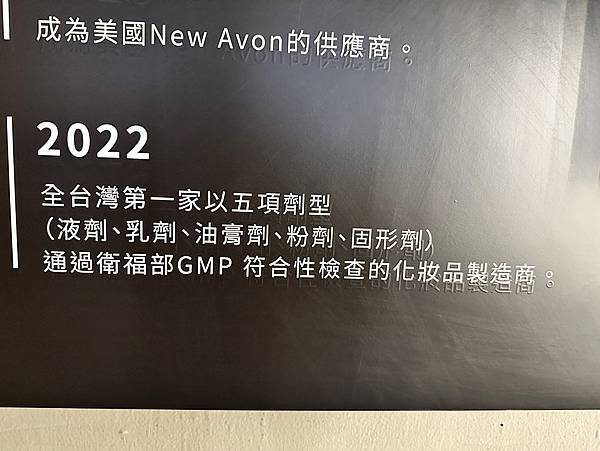 成為美國New Avon的供應商。
2022
全台灣第一家以五項劑型
(液劑、乳劑、油膏劑、粉劑、固形劑)
通過衛福部GMP 符合性檢查的化妝品製造商。